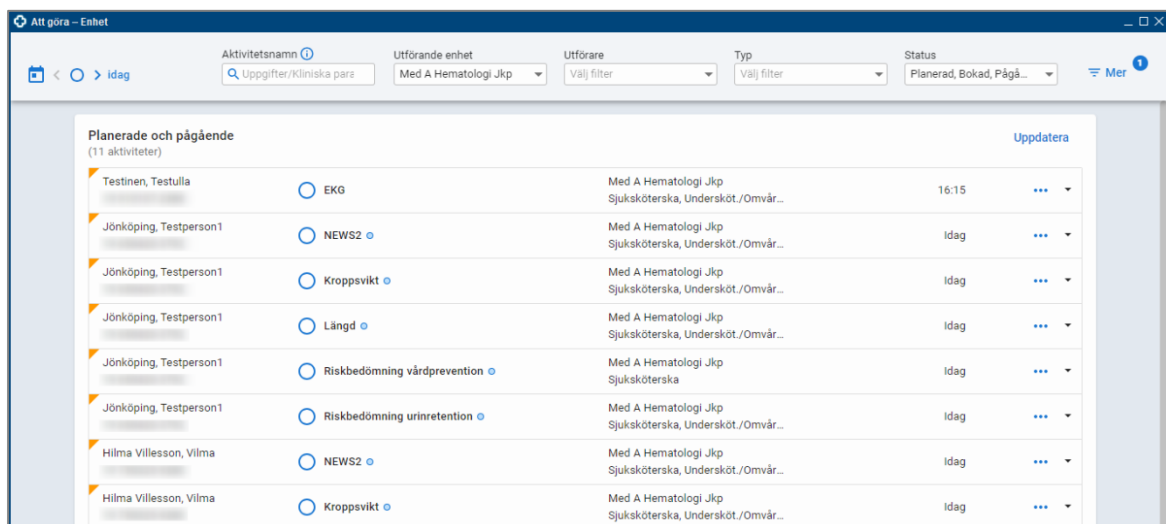 Att göra – Enhet
Aktivitetsnamn Utförande enhet Utförare Typ Status
idag Uppgifter/Kliniska para Med A Hematologi Jkp Välj filter Välj filter Planerad, Bokad, Pågå... Mer 1
Planerade och pågående Uppdatera
(11 aktiviteter)
Testinen, Testulla EKG Med A Hematologi Jkp 16:15
Sjuksköterska, Undersköt./Omvår...
Jönköping, Testperson1 NEWS2 Med A Hematologi Jkp Idag
Sjuksköterska, Undersköt./Omvår...
Jönköping, Testperson1 Kroppsvikt Med A Hematologi Jkp Idag
Sjuksköterska, Undersköt./Omvår...
Jönköping, Testperson1 Längd Med A Hematologi Jkp Idag
Sjuksköterska, Undersköt./Omvår...
Jönköping, Testperson1 Riskbedömning vårdprevention Med A Hematologi Jkp Idag
Sjuksköterska
Jönköping, Testperson1 Riskbedömning urinretention Med A Hematologi Jkp Idag
Sjuksköterska, Undersköt./Omvår...
Hilma Villesson, Vilma NEWS2 Med A Hematologi Jkp Idag
Sjuksköterska, Undersköt./Omvår...
Hilma Villesson, Vilma Kroppsvikt Med A Hematologi Jkp Idag
Sjuksköterska, Undersköt./Omvår...